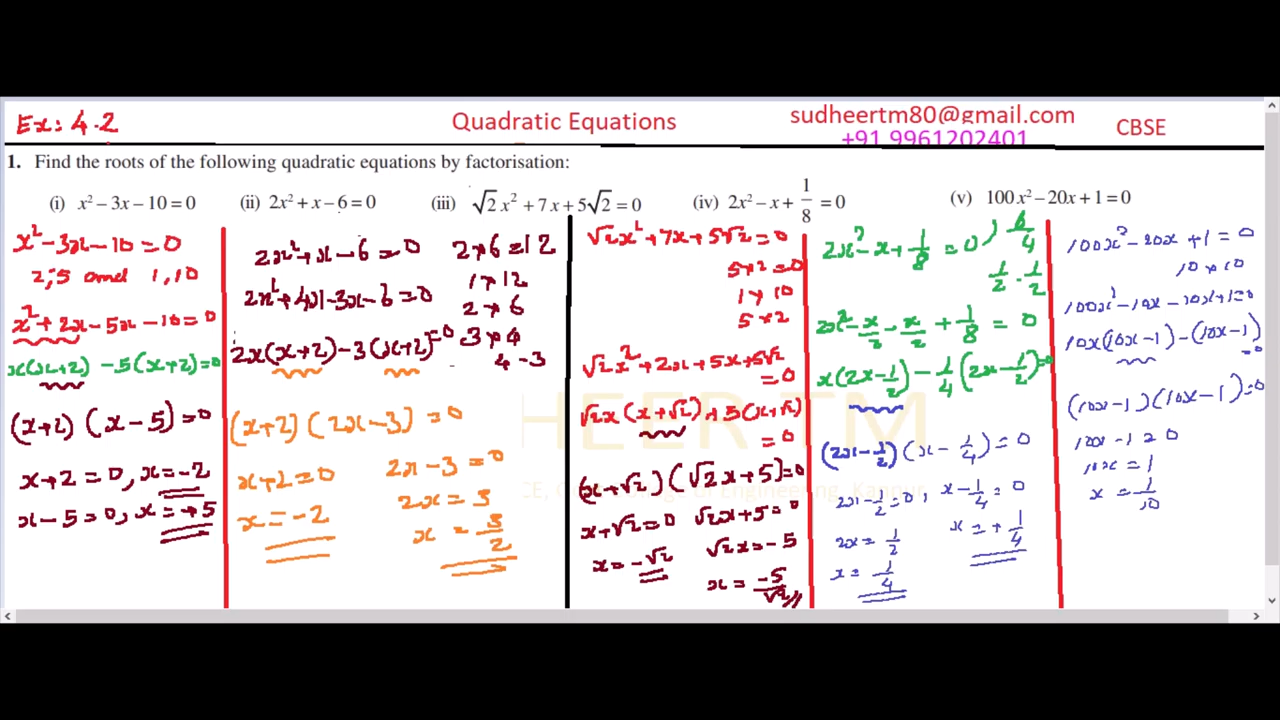 Ex: 4.2
Quadratic Equations
sudheertm80@gmail.com
+91 9961202401
CBSE
1. Find the roots of the following quadratic equations by factorisation:
(i) x² – 3x – 10 = 0 (ii) 2x² + x – 6 = 0 (iii) √2 x² + 7x + 5√2 = 0 (iv) 2x² – x + 1/8 = 0 (v) 100x² – 20x + 1 = 0
x² - 3x - 10 = 0
2, 5 and 1, 10
x² + 2x - 5x - 10 = 0
x(x+2) - 5(x+2) = 0
(x+2) (x-5) = 0
x+2 = 0, x = -2
x-5 = 0, x = +5
2x² + x - 6 = 0
2x² + 4x - 3x - 6 = 0
2x(x+2) - 3(x+2) = 0
2 × 6 = 12
1 × 12
2 × 6
3 × 4
4 - 3
(x+2) (2x-3) = 0
x+2 = 0
x = -2
2x - 3 = 0
2x = 3
x = 3/2
√2x² + 7x + 5√2 = 0
5 × 2 = 0
1 × 10
5 × 2
√2x² + 2x + 5x + 5√2 = 0
√2x (x+√2) + 5(x+√2) = 0
(x+√2) (√2x+5) = 0
x+√2 = 0
x = -√2
√2x+5 = 0
√2x = -5
x = -5/√2
2x² - x + 1/8 = 0
1/2 · 1/2
2x² - x/2 - x/2 + 1/8 = 0
x(2x - 1/2) - 1/4 (2x - 1/2) = 0
(2x - 1/2) (x - 1/4) = 0
2x - 1/2 = 0, x - 1/4 = 0
2x = 1/2
x = 1/4
x = + 1/4
100x² - 20x + 1 = 0
10 × 10
100x² - 10x - 10x + 1 = 0
10x(10x-1) - (10x-1) = 0
(10x-1) (10x-1) = 0
10x - 1 = 0
10x = 1
x = 1/10